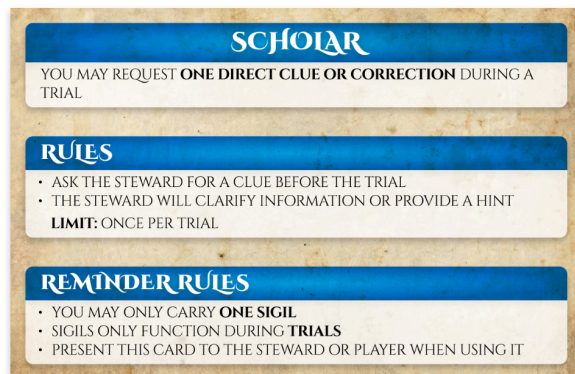 SCHOLAR
YOU MAY REQUEST ONE DIRECT CLUE OR CORRECTION DURING A
TRIAL
RULES
• ASK THE STEWARD FOR A CLUE BEFORE THE TRIAL
• THE STEWARD WILL CLARIFY INFORMATION OR PROVIDE A HINT
LIMIT: ONCE PER TRIAL
REMINDER RULES
• YOU MAY ONLY CARRY ONE SIGIL
• SIGILS ONLY FUNCTION DURING TRIALS
• PRESENT THIS CARD TO THE STEWARD OR PLAYER WHEN USING IT